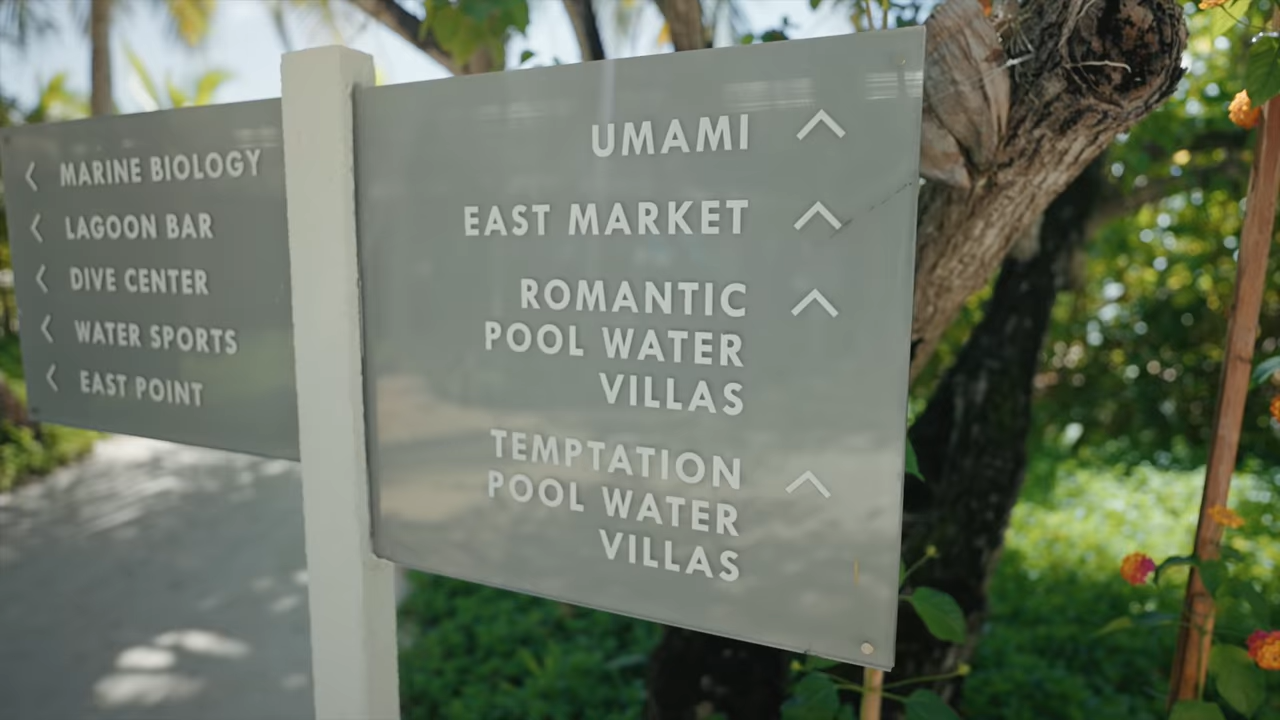 MARINE BIOLOGY
LAGOON BAR
DIVE CENTER
WATER SPORTS
EAST POINT
UMAMI
EAST MARKET
ROMANTIC
POOL WATER
VILLAS
TEMPTATION
POOL WATER
VILLAS